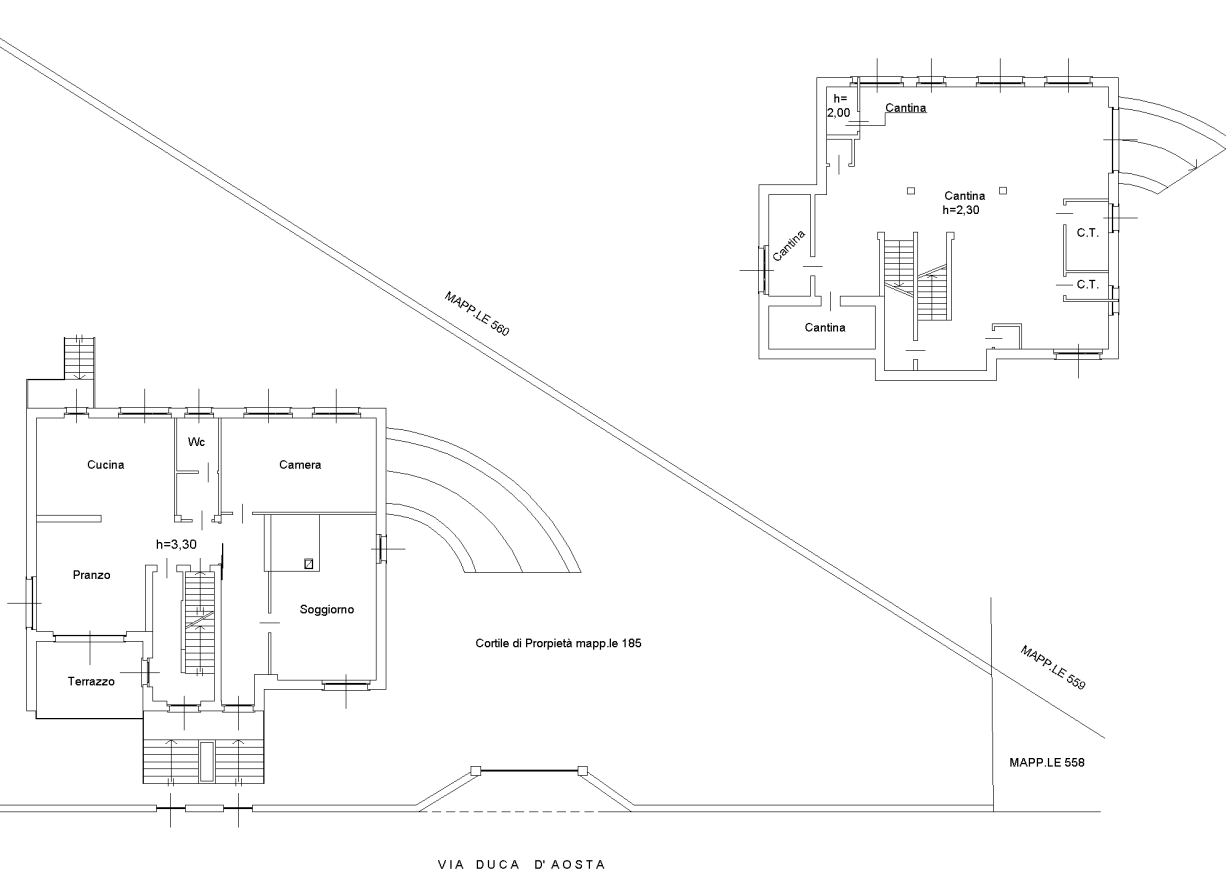 h=
2,00
Cantina
Cantina
h=2,30
C.T.
Cantina
C.T.
Cantina
MAPP.LE 560
Wc
Cucina
Camera
h=3,30
Pranzo
Soggiorno
Cortile di Prorpietà mapp.le 185
Terrazzo
MAPP.LE 559
MAPP.LE 558
VIA DUCA D'AOSTA